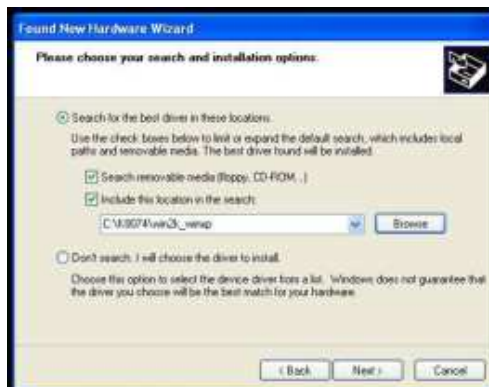 Found New Hardware Wizard
Please choose your search and installation options.
Search for the best driver in these locations.
Use the check boxes below to limit or expand the default search, which includes local
paths and removable media. The best driver found will be installed.
Search removable media (floppy, CD-ROM...)
Include this location in the search:
Browse
Don't search. I will choose the driver to install.
Choose this option to select the device driver from a list. Windows does not guarantee that
the driver you choose will be the best match for your hardware.
< Back
Next >
Cancel